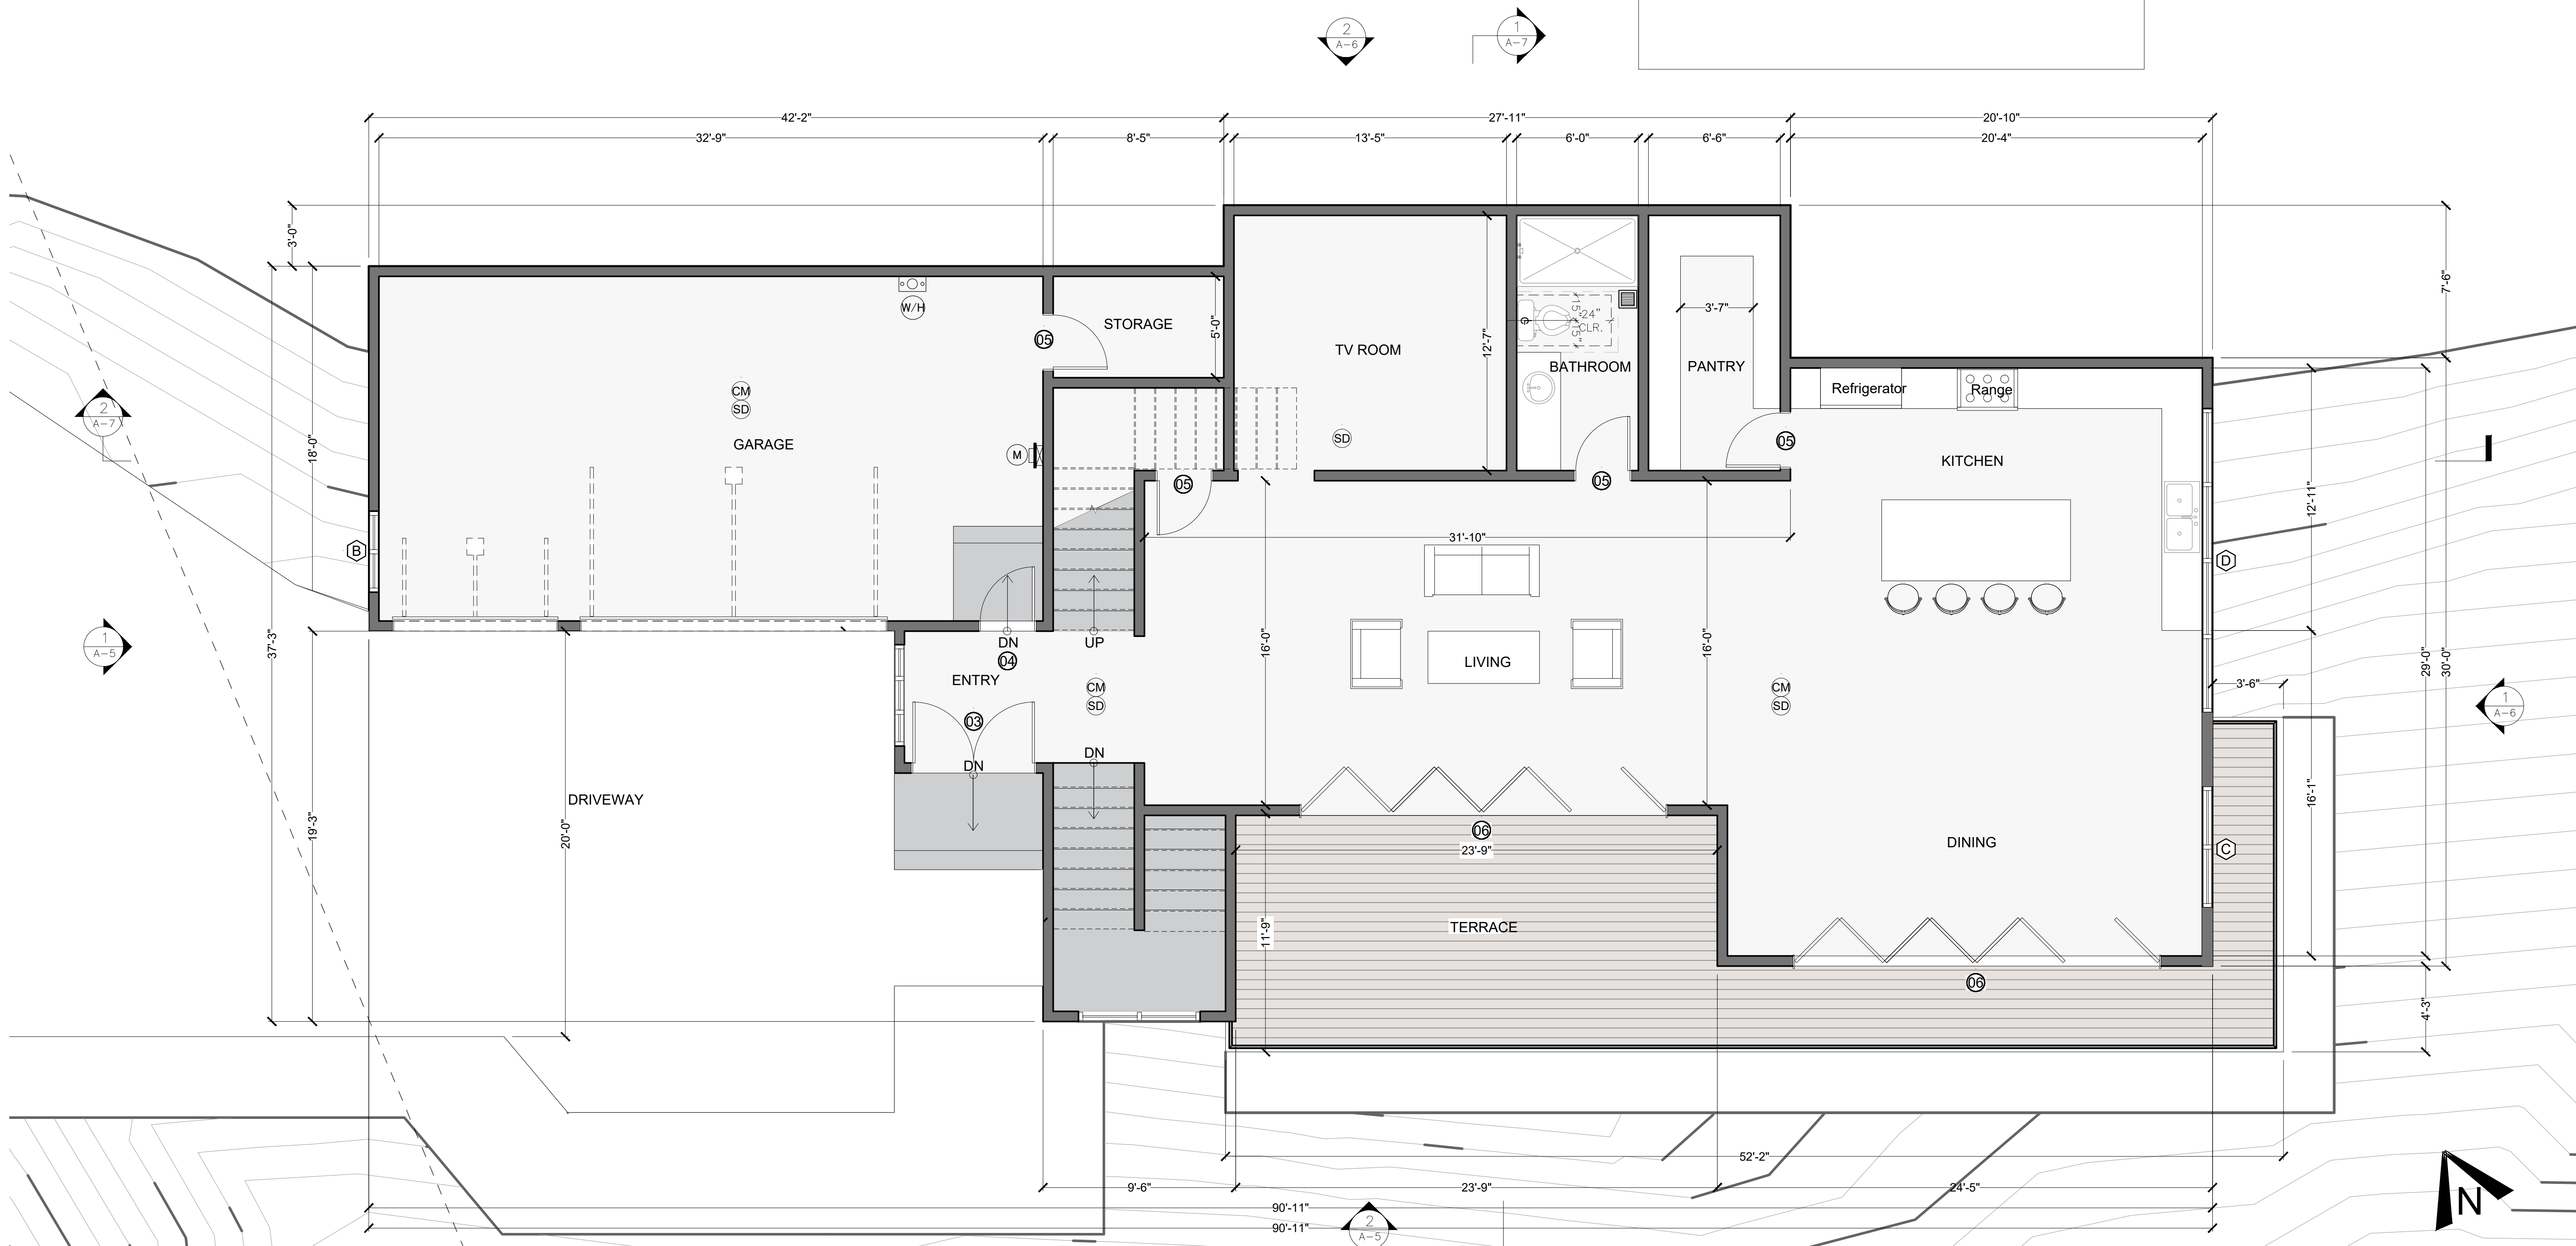 2
A-6
1
A-7
42'-2"
27'-11"
20'-10"
32'-9"
8'-5"
13'-5"
6'-0"
6'-6"
20'-4"
3'-0"
7'-6"
W/H
STORAGE
5'-0"
05
TV ROOM
12'-7"
15"
15"
24"
CLR.
BATHROOM
3'-7"
PANTRY
Refrigerator
Range
CM
SD
2
A-7
GARAGE
18'-0"
M
SD
05
05
05
KITCHEN
12'-11"
B
31'-10"
D
DN
04
UP
37'-3"
1
A-5
16'-0"
LIVING
16'-0"
29'-0"
30'-0"
ENTRY
CM
SD
CM
SD
3'-6"
1
A-6
03
DN
DN
DRIVEWAY
19'-3"
20'-0"
16'-1"
06
23'-9"
DINING
C
11'-9"
TERRACE
06
4'-3"
52'-2"
9'-6"
23'-9"
24'-5"
90'-11"
90'-11"
2
A-5
N